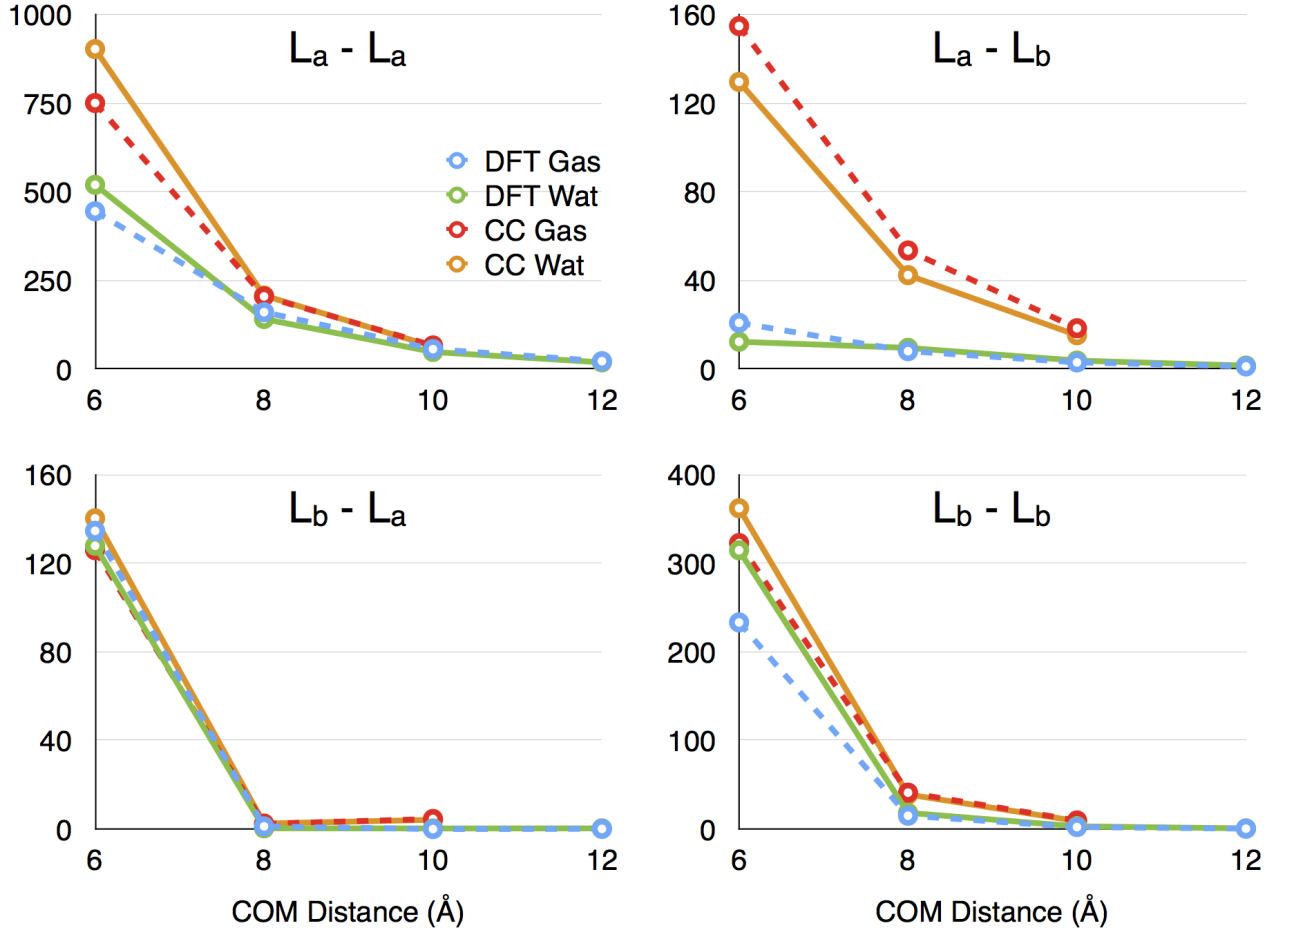 1000
750
500
250
0
6 8 10 12
La - La
DFT Gas
DFT Wat
CC Gas
CC Wat
160
120
80
40
0
6 8 10 12
La - Lb
160
120
80
40
0
6 8 10 12
Lb - La
COM Distance (Å)
400
300
200
100
0
6 8 10 12
Lb - Lb
COM Distance (Å)